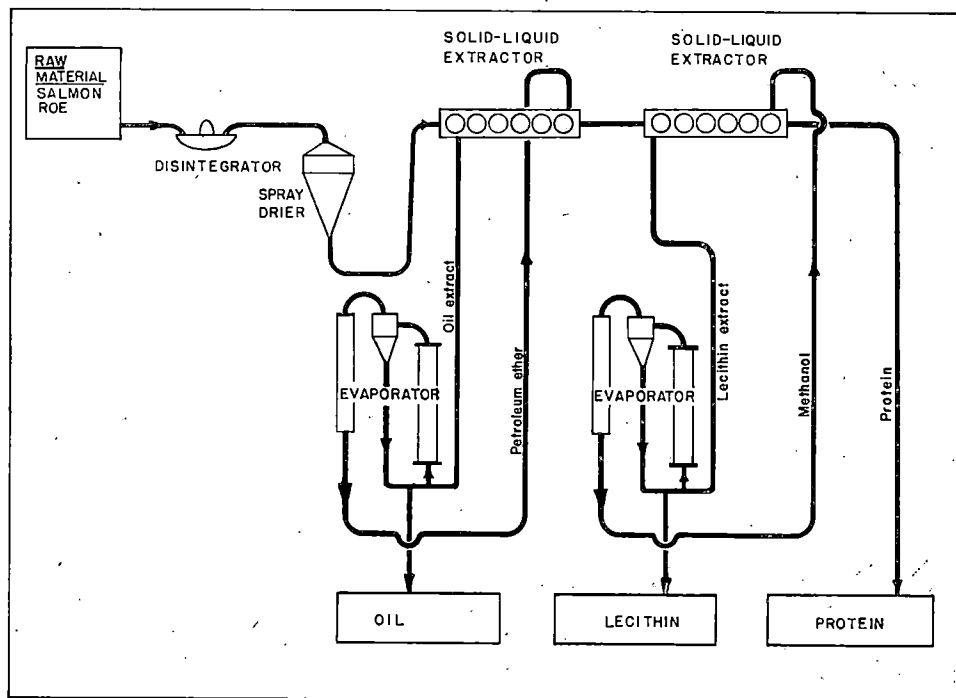 SOLID-LIQUID
EXTRACTOR
SOLID-LIQUID
EXTRACTOR
RAW
MATERIAL
SALMON
ROE
DISINTEGRATOR
SPRAY
DRIER
Oil extract
Petroleum ether
Lecithin extract
Methanol
Protein
EVAPORATOR
EVAPORATOR
OIL
LECITHIN
PROTEIN